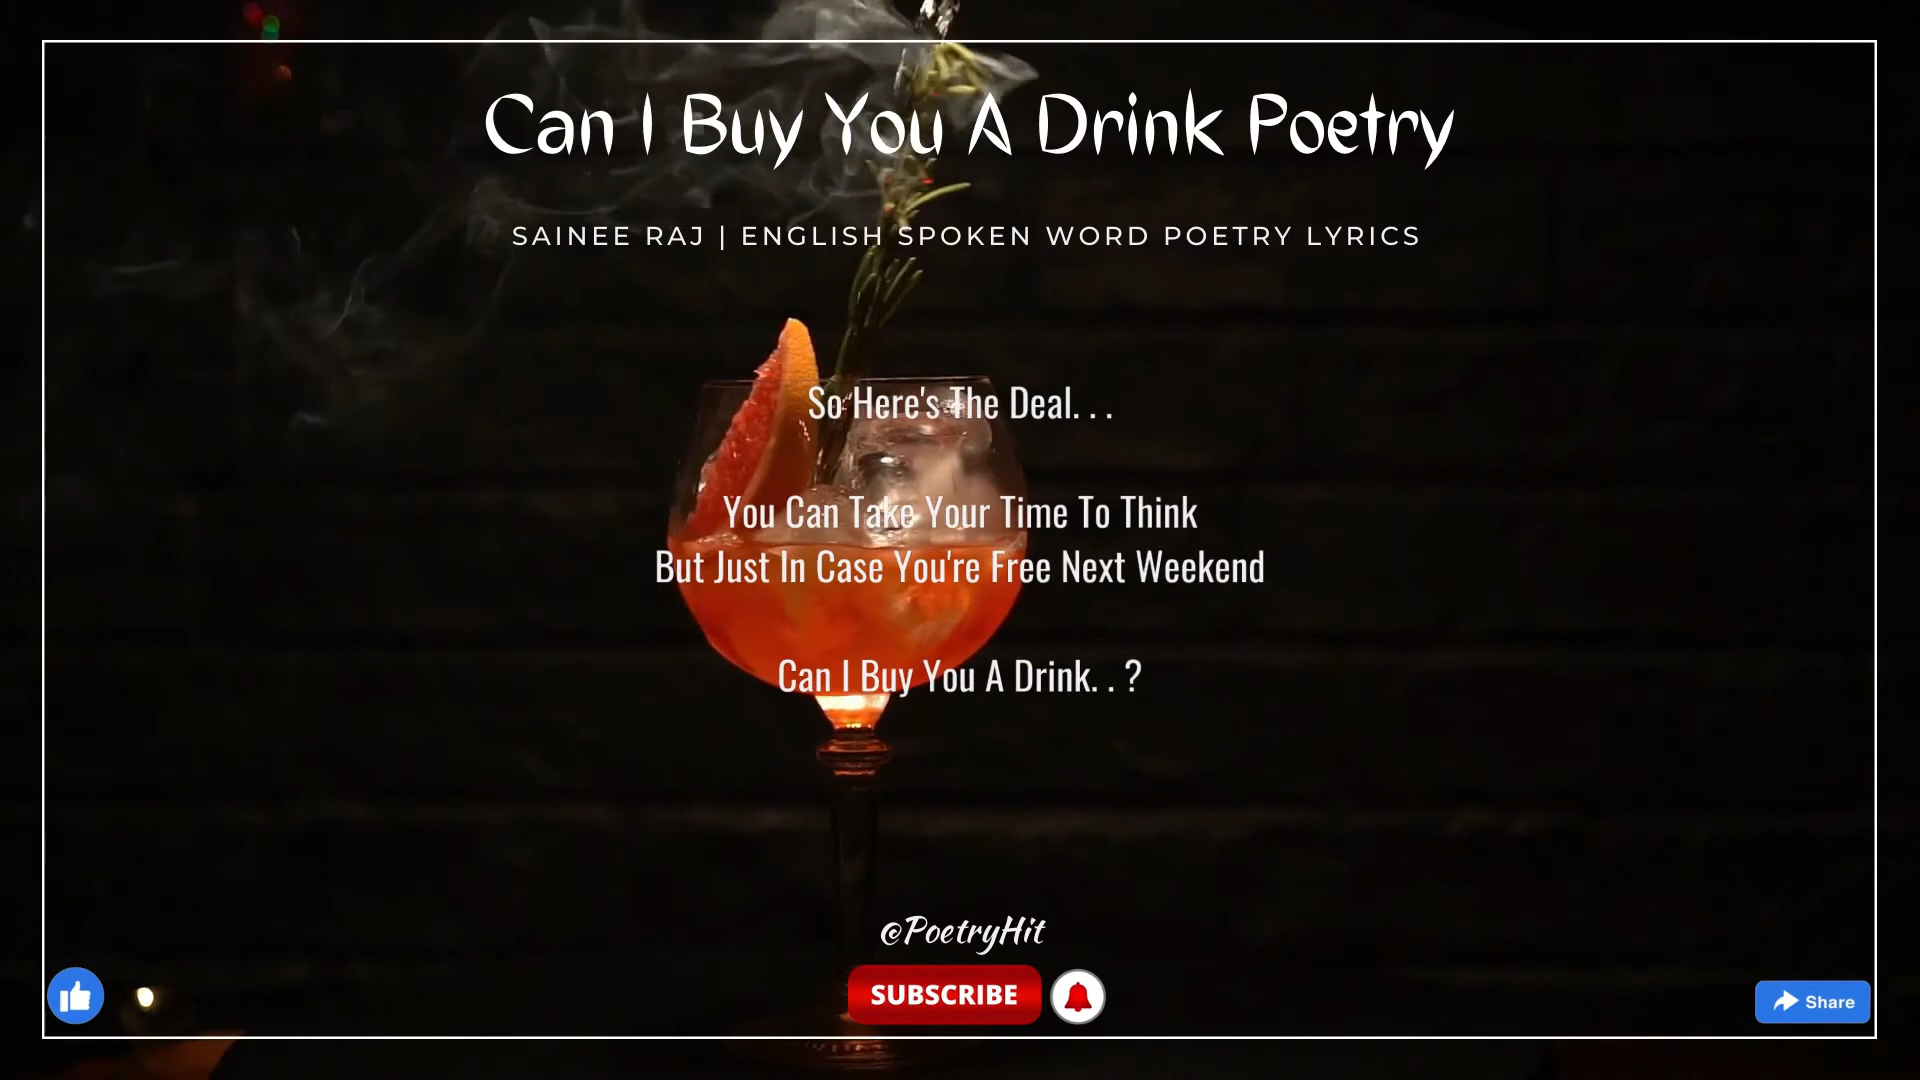 Can I Buy You A Drink Poetry
SAINEE RAJ | ENGLISH SPOKEN WORD POETRY LYRICS
So Here's The Deal. . .
You Can Take Your Time To Think
But Just In Case You're Free Next Weekend
Can I Buy You A Drink. . ?
@PoetryHit
SUBSCRIBE
Share